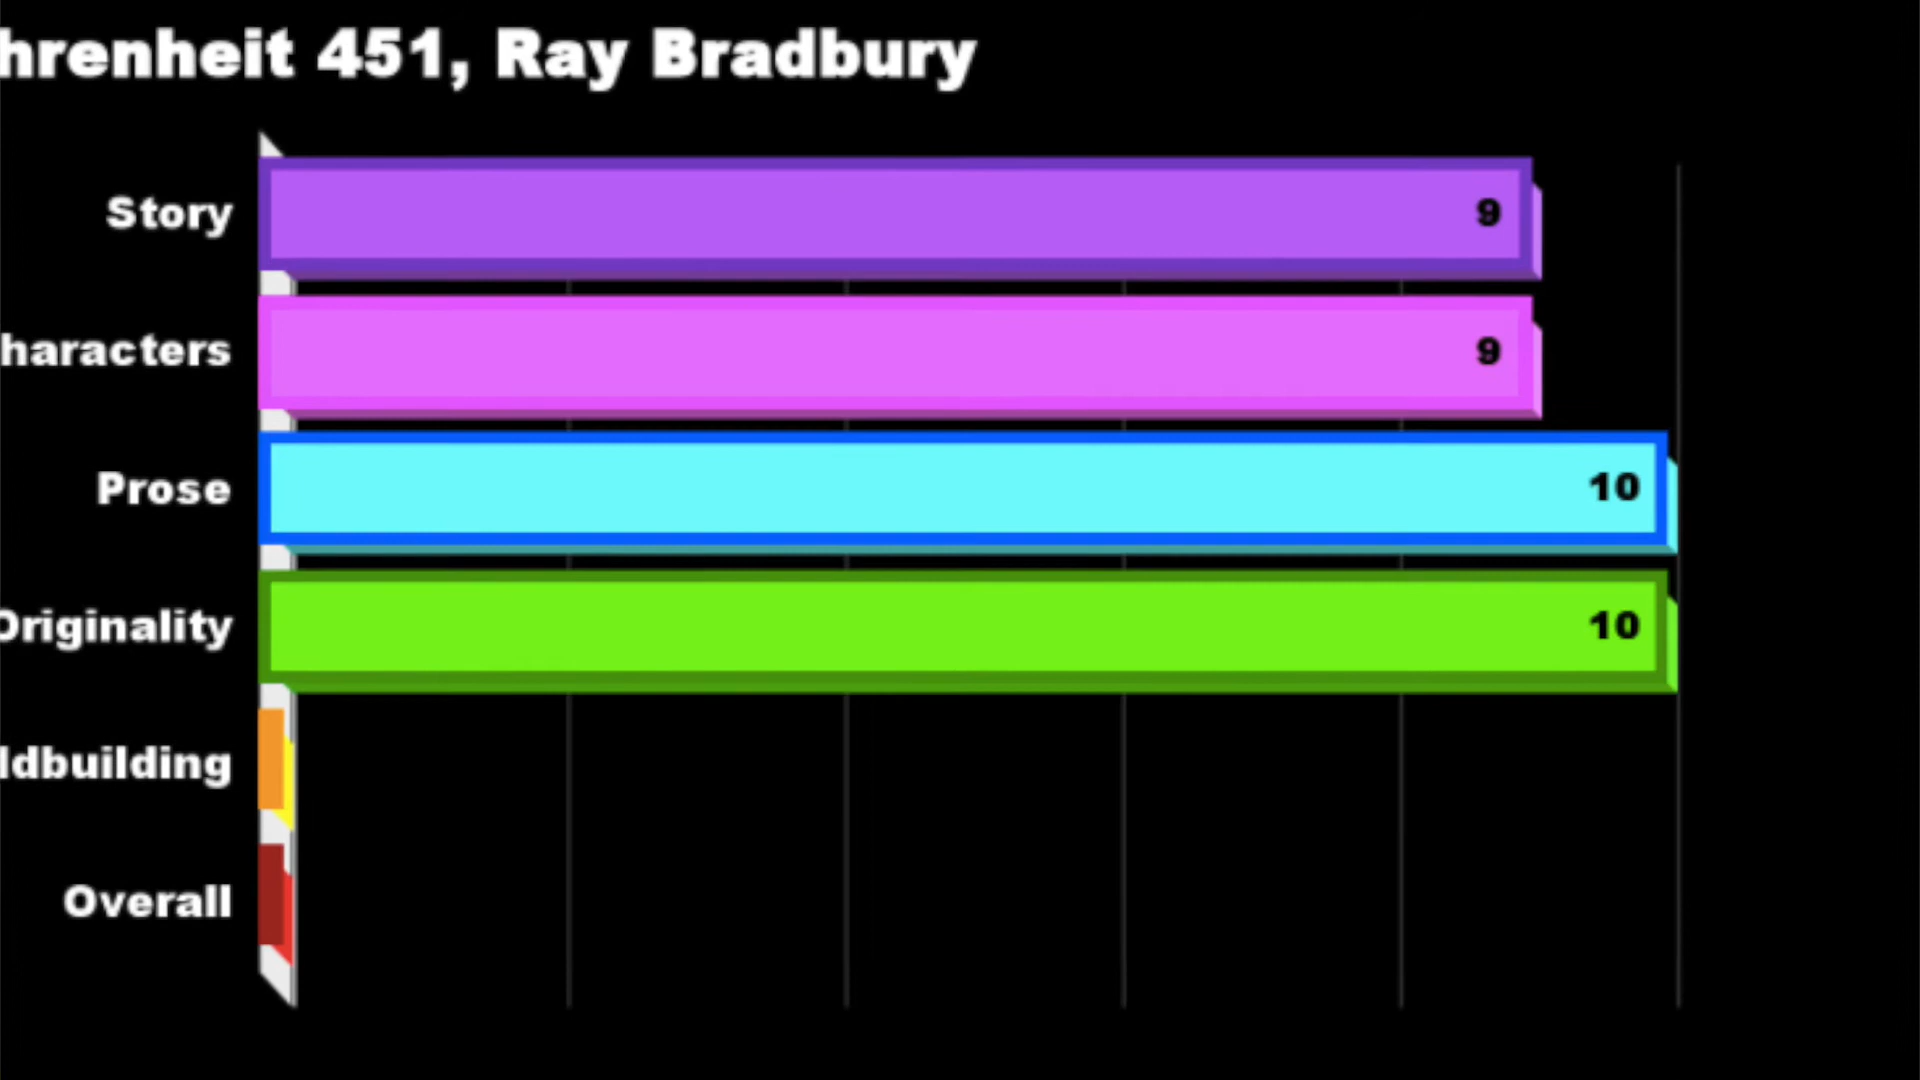 hrenheit 451, Ray Bradbury
Story 9
haracters 9
Prose 10
Originality 10
ldbuilding
Overall